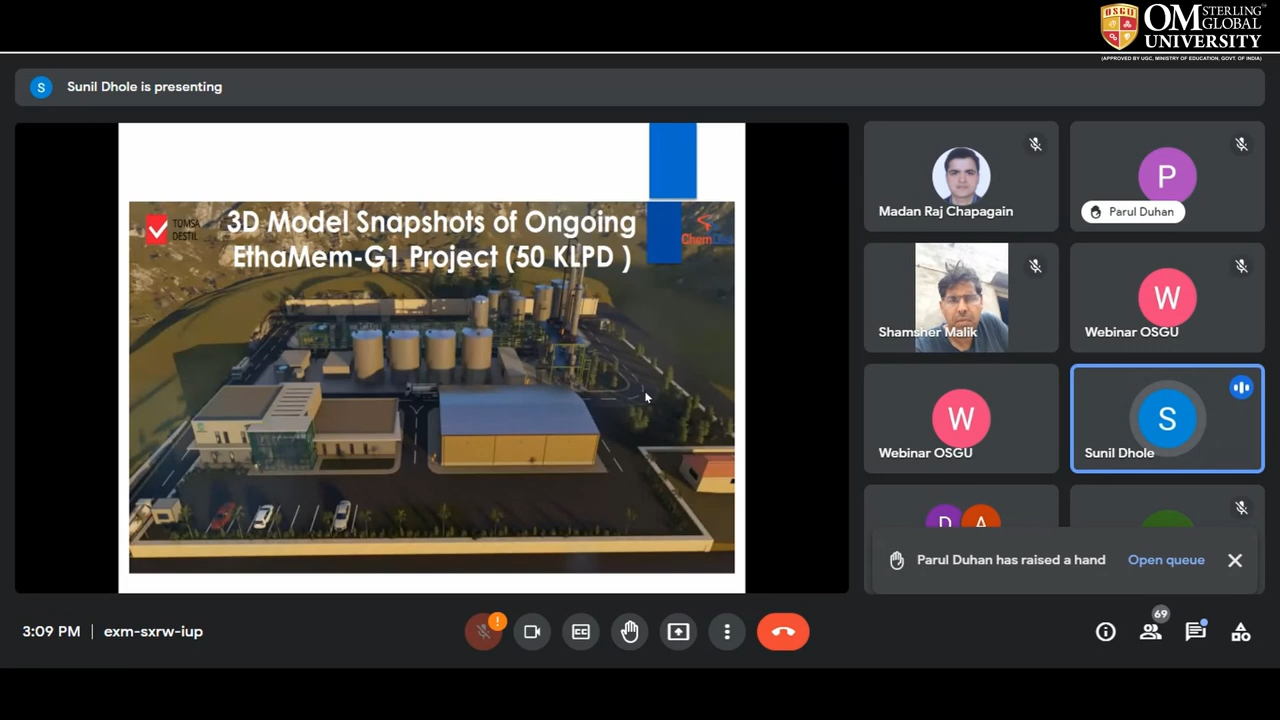 OSGU
OM STERLING GLOBAL
UNIVERSITY
(APPROVED BY UGC, MINISTRY OF EDUCATION, GOVT. OF INDIA)
S
Sunil Dhole is presenting
TOMSA
DESTIL
3D Model Snapshots of Ongoing
EthaMem-G1 Project (50 KLPD )
Madan Raj Chapagain
P
Parul Duhan
Shamsher Malik
W
Webinar OSGU
W
Webinar OSGU
S
Sunil Dhole
D
A
Parul Duhan has raised a hand
Open queue
3:09 PM
exm-sxrw-iup
!
CC
69